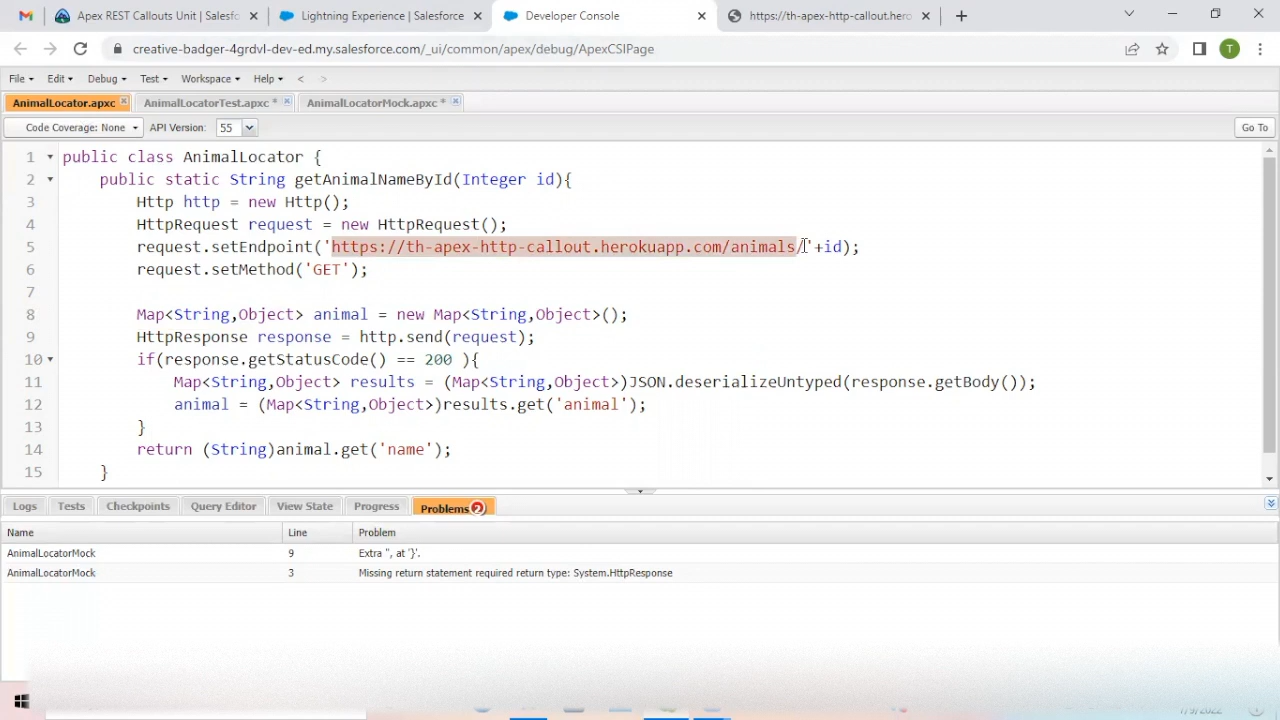 Apex REST Callouts Unit | Salesfo
Lightning Experience | Salesforce
Developer Console
https://th-apex-http-callout.hero
creative-badger-4grdvl-dev-ed.my.salesforce.com/_ui/common/apex/debug/ApexCSIPage
T
File Edit Debug Test Workspace Help < >
AnimalLocator.apxc AnimalLocatorTest.apxc * AnimalLocatorMock.apxc *
Code Coverage: None API Version: 55 Go To
1 public class AnimalLocator {
2 public static String getAnimalNameById(Integer id){
3 Http http = new Http();
4 HttpRequest request = new HttpRequest();
5 request.setEndpoint('https://th-apex-http-callout.herokuapp.com/animals/'+id);
6 request.setMethod('GET');
7
8 Map<String,Object> animal = new Map<String,Object>();
9 HttpResponse response = http.send(request);
10 if(response.getStatusCode() == 200 ){
11 Map<String,Object> results = (Map<String,Object>)JSON.deserializeUntyped(response.getBody());
12 animal = (Map<String,Object>)results.get('animal');
13 }
14 return (String)animal.get('name');
15 }
Logs Tests Checkpoints Query Editor View State Progress Problems 2
Name Line Problem
AnimalLocatorMock 9 Extra '', at '}'.
AnimalLocatorMock 3 Missing return statement required return type: System.HttpResponse
7/9/2022